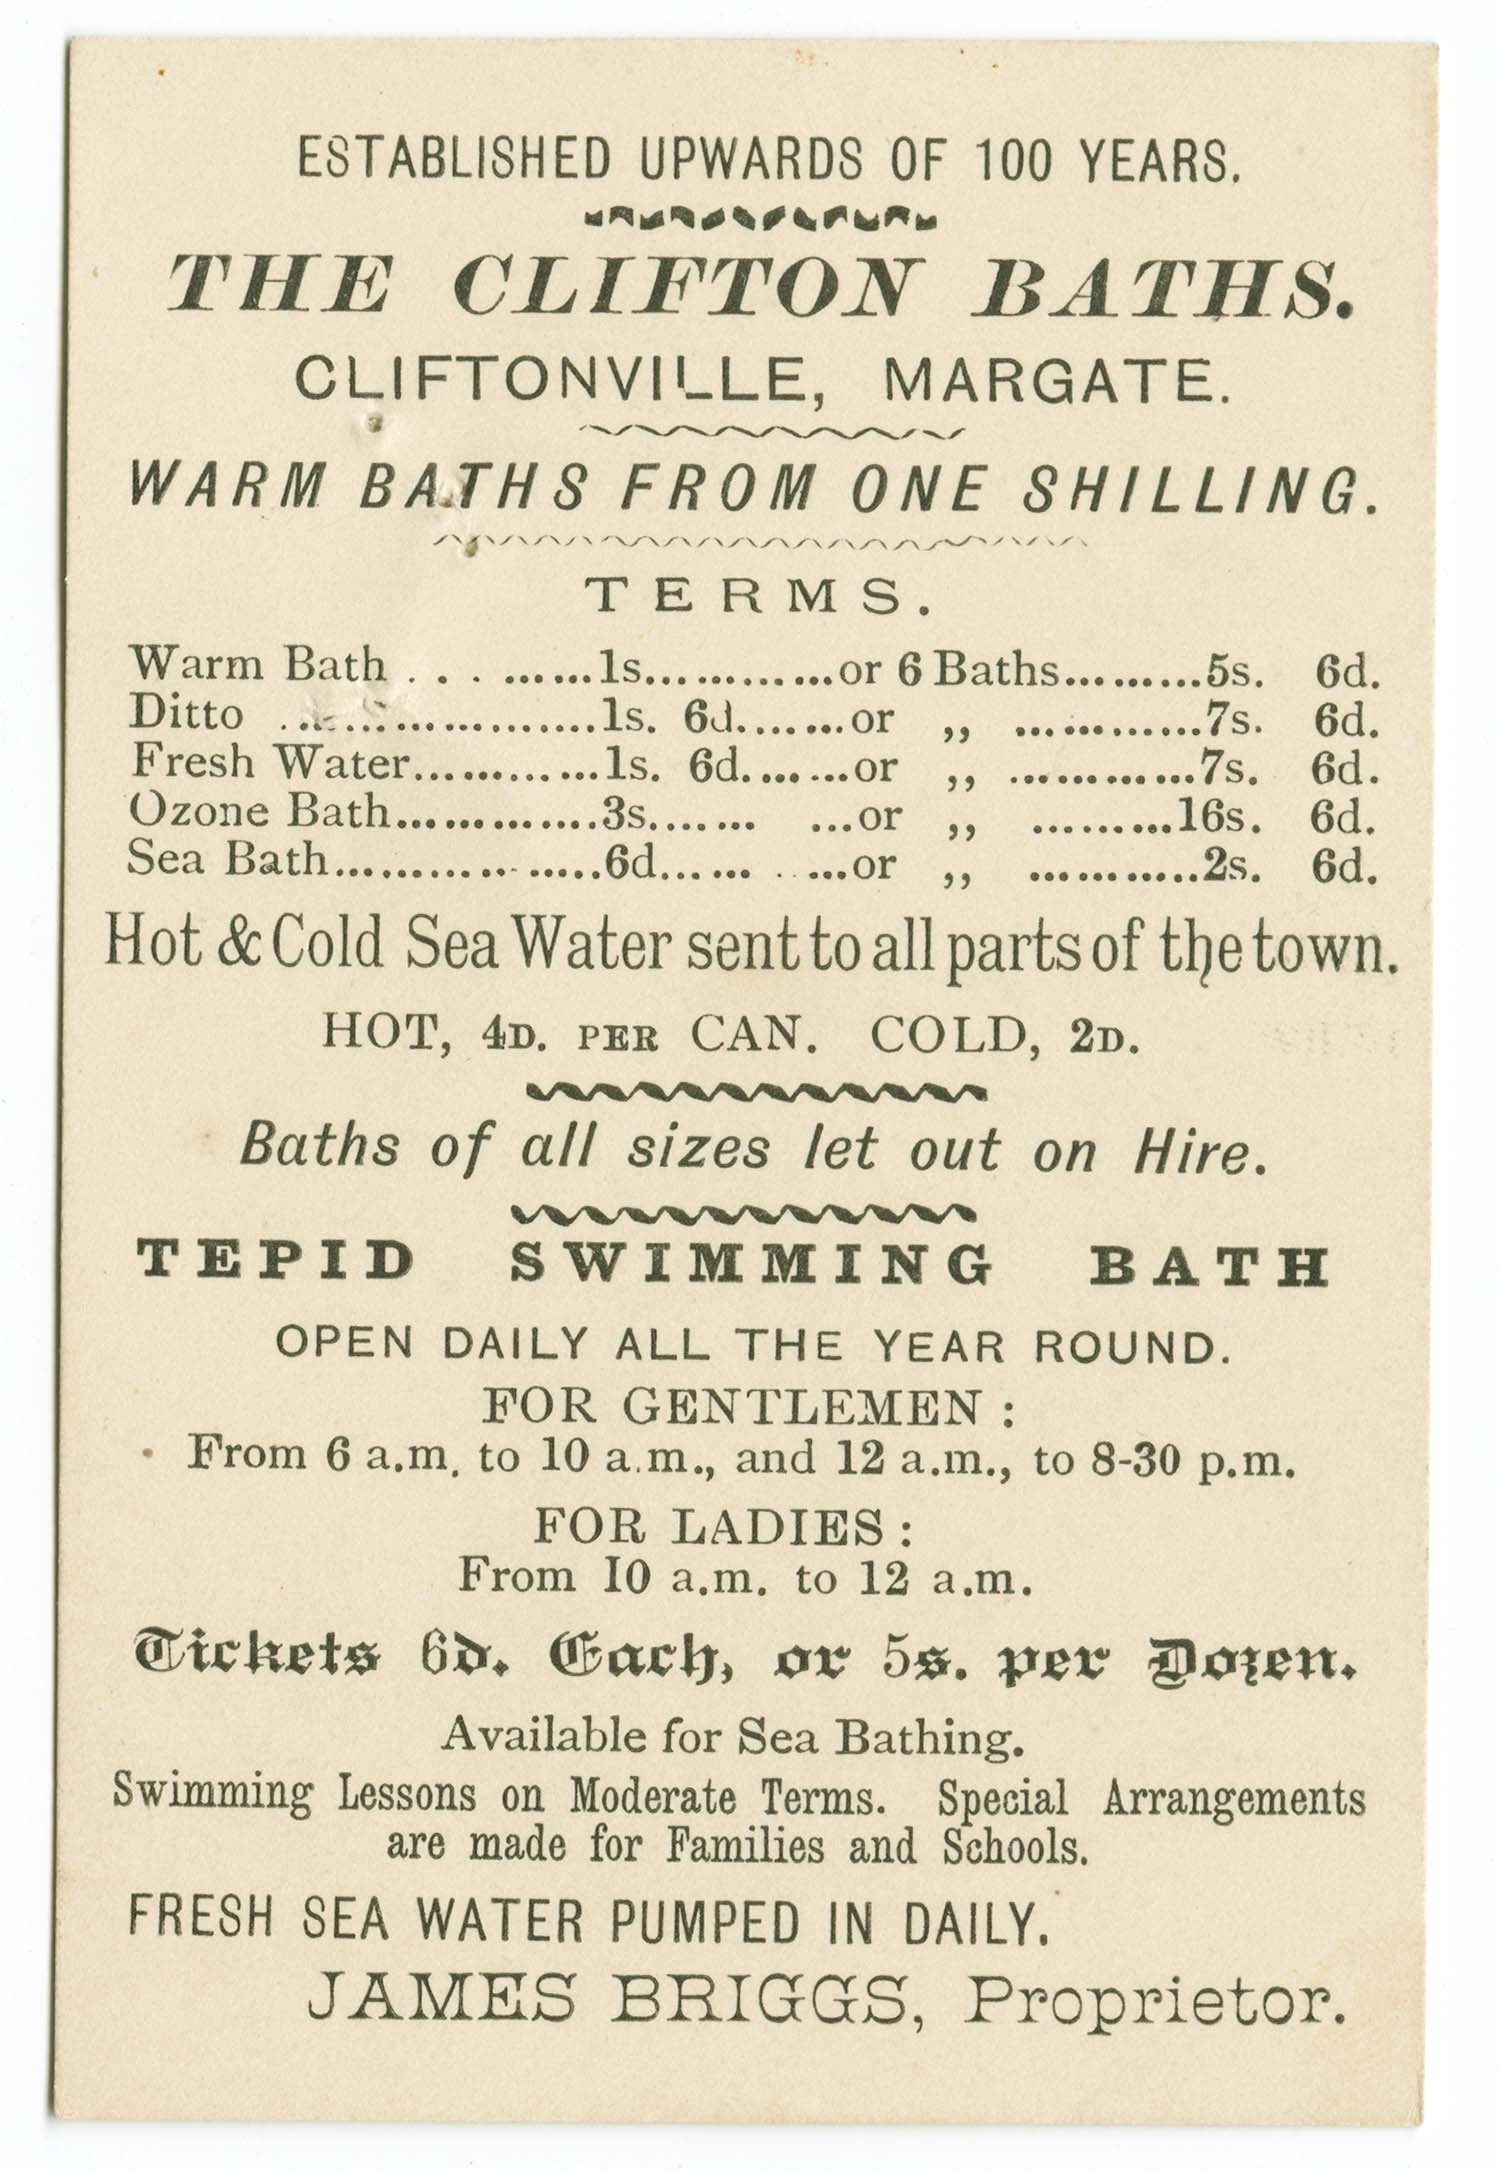 ESTABLISHED UPWARDS OF 100 YEARS.
THE CLIFTON BATHS.
CLIFTONVILLE, MARGATE.
WARM BATHS FROM ONE SHILLING.
TERMS.
Warm Bath . . . ......1s............or 6 Baths.........5s. 6d.
Ditto ..................1s. 6d........or ,, ............7s. 6d.
Fresh Water............1s. 6d.......or ,, ............7s. 6d.
Ozone Bath.............3s....... ...or ,, .........16s. 6d.
Sea Bath.................6d...... . ...or ,, ...........2s. 6d.
Hot & Cold Sea Water sent to all parts of the town.
HOT, 4D. PER CAN. COLD, 2D.
Baths of all sizes let out on Hire.
TEPID SWIMMING BATH
OPEN DAILY ALL THE YEAR ROUND.
FOR GENTLEMEN :
From 6 a.m. to 10 a.m., and 12 a.m., to 8-30 p.m.
FOR LADIES :
From 10 a.m. to 12 a.m.
Tickets 6d. Each, or 5s. per Dozen.
Available for Sea Bathing.
Swimming Lessons on Moderate Terms. Special Arrangements
are made for Families and Schools.
FRESH SEA WATER PUMPED IN DAILY.
JAMES BRIGGS, Proprietor.